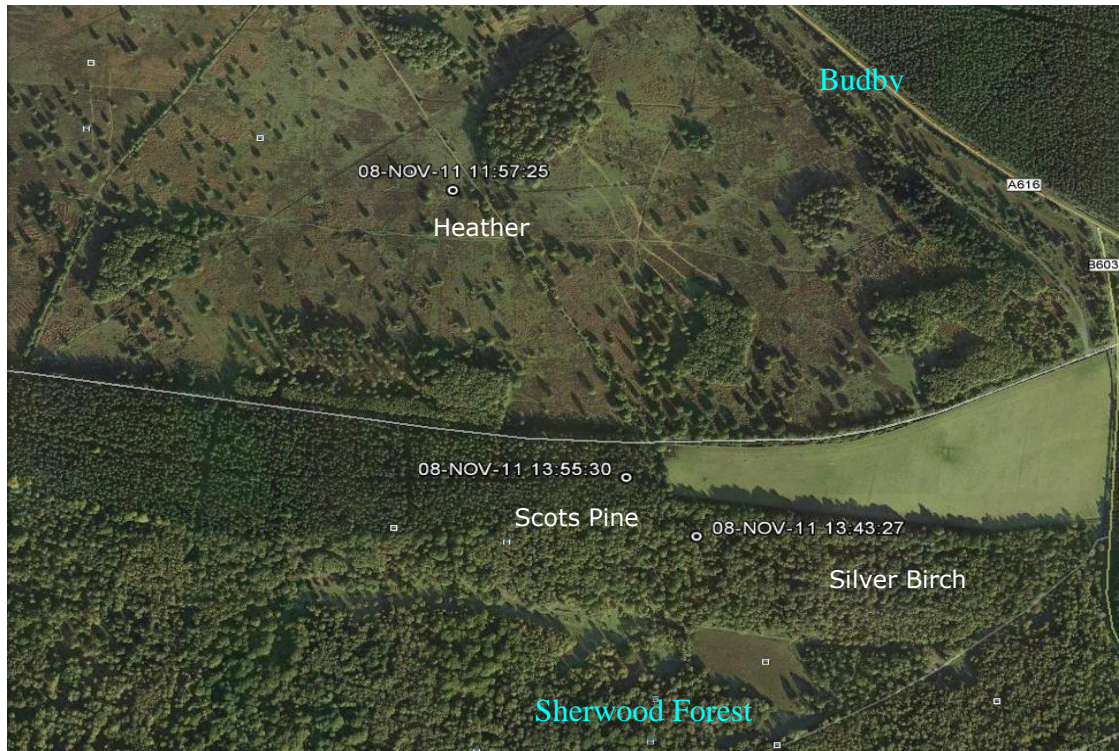 Budby
08-NOV-11 11:57:25
A616
Heather
B603
08-NOV-11 13:55:30
Scots Pine
08-NOV-11 13:43:27
Silver Birch
Sherwood Forest